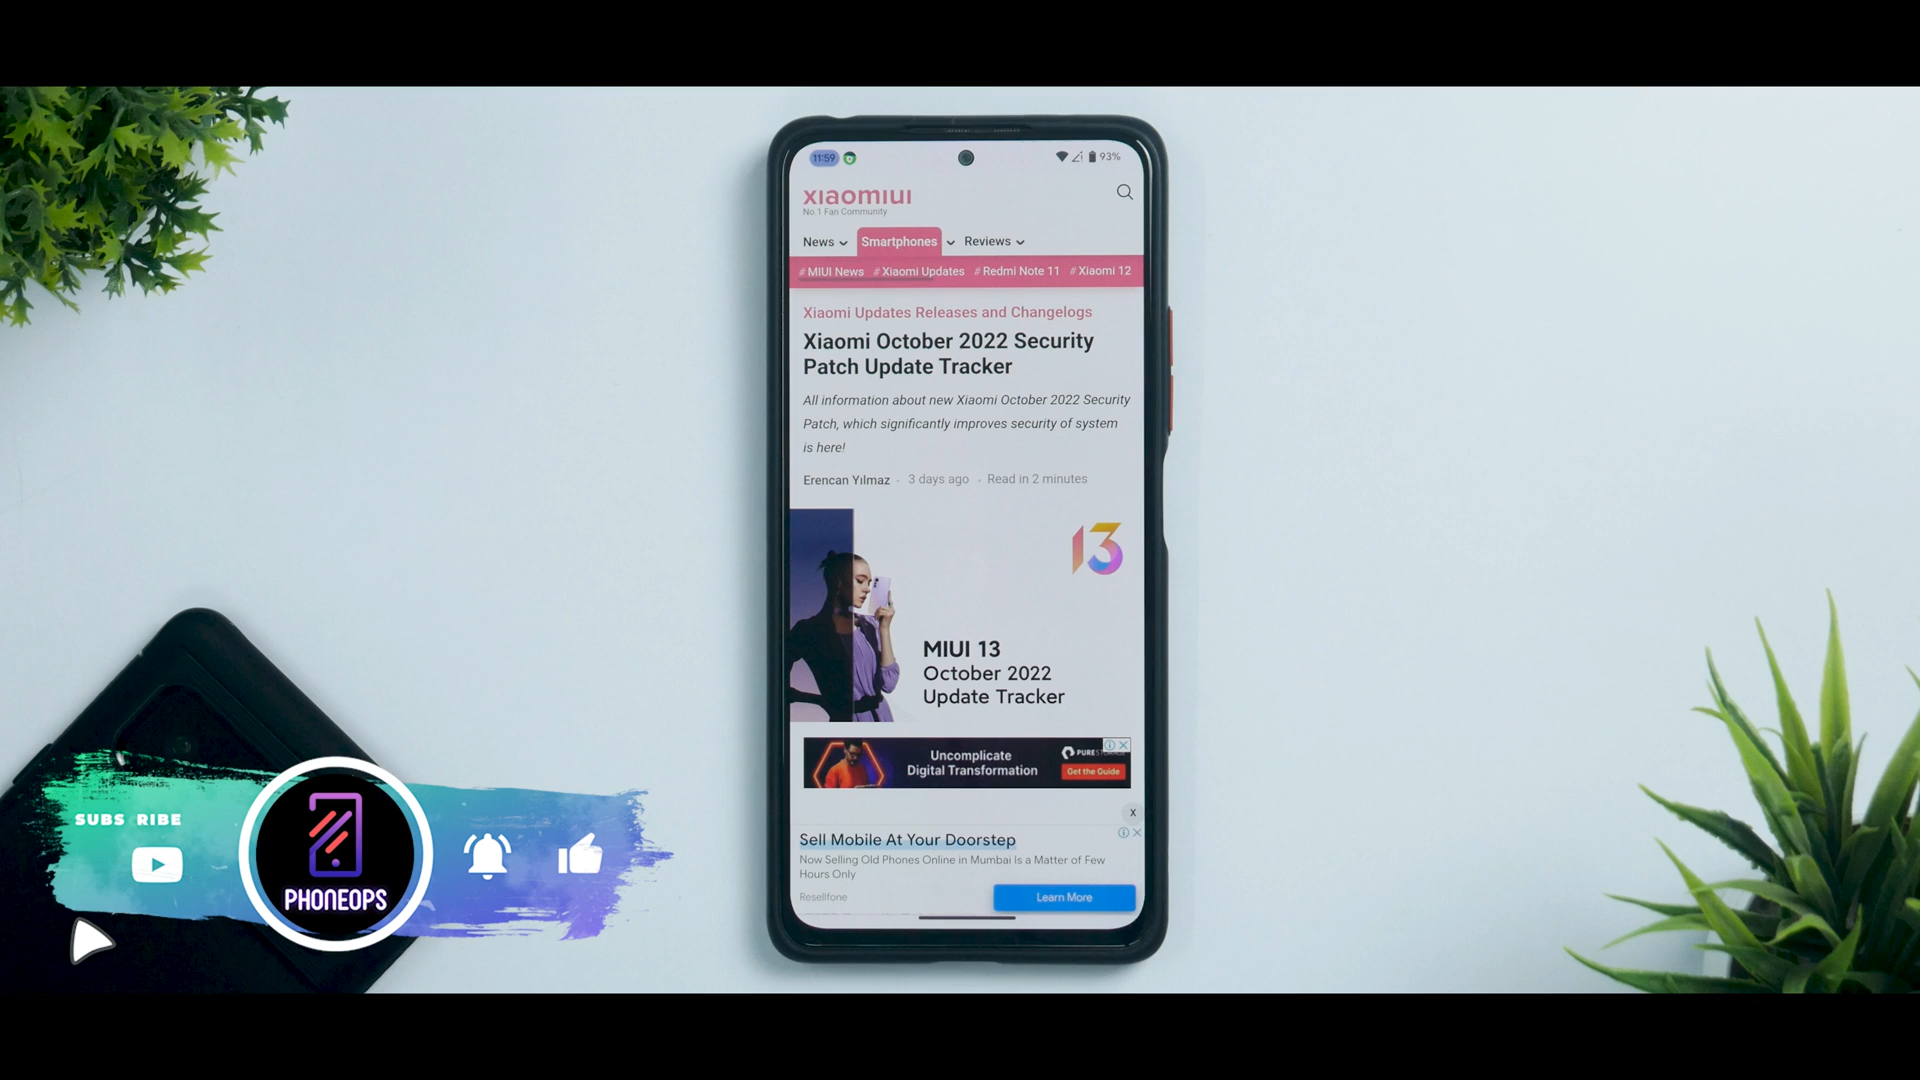 11:59
93%
xiaomiui
No.1 Fan Community
News
Smartphones
Reviews
#MIUI News #Xiaomi Updates #Redmi Note 11 #Xiaomi 12
Xiaomi Updates Releases and Changelogs
Xiaomi October 2022 Security
Patch Update Tracker
All information about new Xiaomi October 2022 Security
Patch, which significantly improves security of system
is here!
Erencan Yılmaz · 3 days ago · Read in 2 minutes
13
MIUI 13
October 2022
Update Tracker
Uncomplicate
Digital Transformation
Get the Guide
X
Sell Mobile At Your Doorstep
Now Selling Old Phones Online in Mumbai Is a Matter of Few
Hours Only
Resellfone
Learn More
SUBS RIBE
PHONEOPS